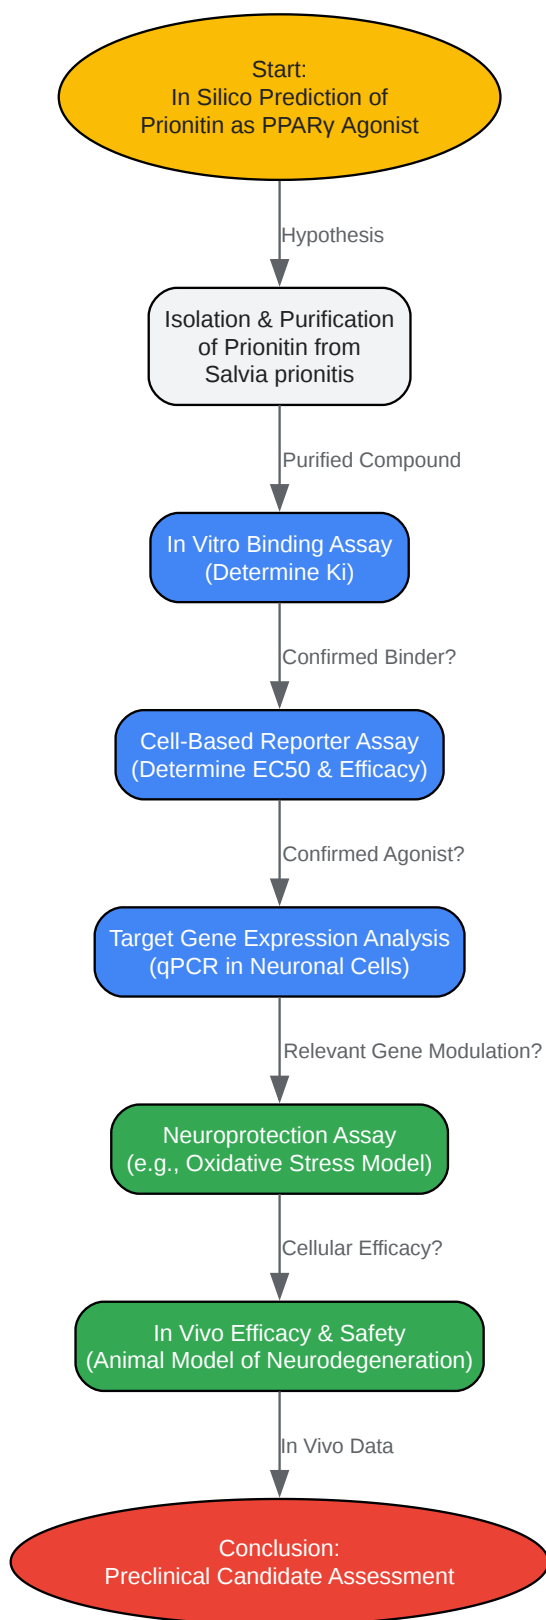 Start:
In Silico Prediction of
Prionitin as PPARγ Agonist
Hypothesis
Isolation & Purification
of Prionitin from
Salvia prionitis
Purified Compound
In Vitro Binding Assay
(Determine Ki)
Confirmed Binder?
Cell-Based Reporter Assay
(Determine EC50 & Efficacy)
Confirmed Agonist?
Target Gene Expression Analysis
(qPCR in Neuronal Cells)
Relevant Gene Modulation?
Neuroprotection Assay
(e.g., Oxidative Stress Model)
Cellular Efficacy?
In Vivo Efficacy & Safety
(Animal Model of Neurodegeneration)
In Vivo Data
Conclusion:
Preclinical Candidate Assessment